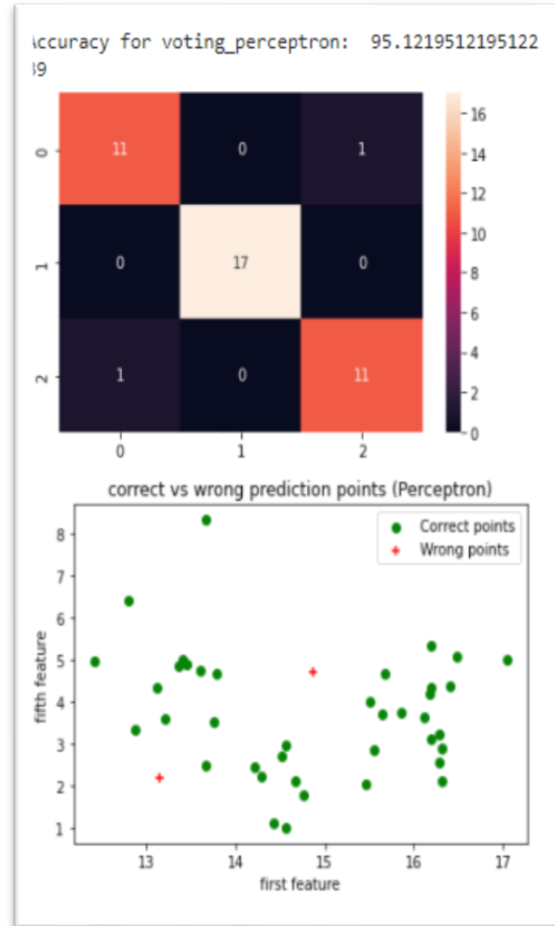 Accuracy for voting_perceptron: 95.1219512195122
39
0 11 0 1
1 0 17 0
2 1 0 11
0 1 2
16
14
12
10
8
6
4
2
0
correct vs wrong prediction points (Perceptron)
Correct points
Wrong points
8
7
6
5
4
3
2
1
fifth feature
13 14 15 16 17
first feature